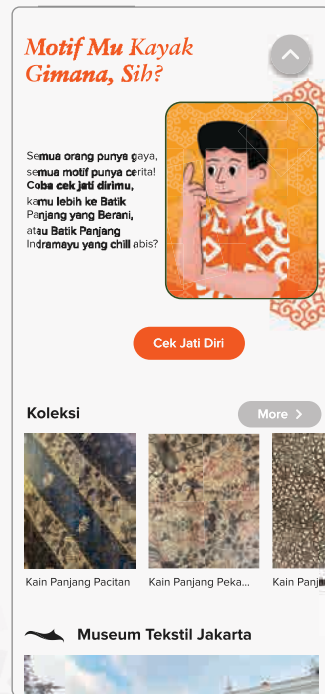 Motif Mu Kayak
Gimana, Sih?
Semua orang punya gaya,
semua motif punya cerita!
Coba cek jati dirimu,
kamu lebih ke Batik
Panjang yang Berani,
atau Batik Panjang
Indramayu yang chill abis?
Cek Jati Diri
Koleksi
More
Kain Panjang Pacitan
Kain Panjang Peka...
Kain Panj
Museum Tekstil Jakarta